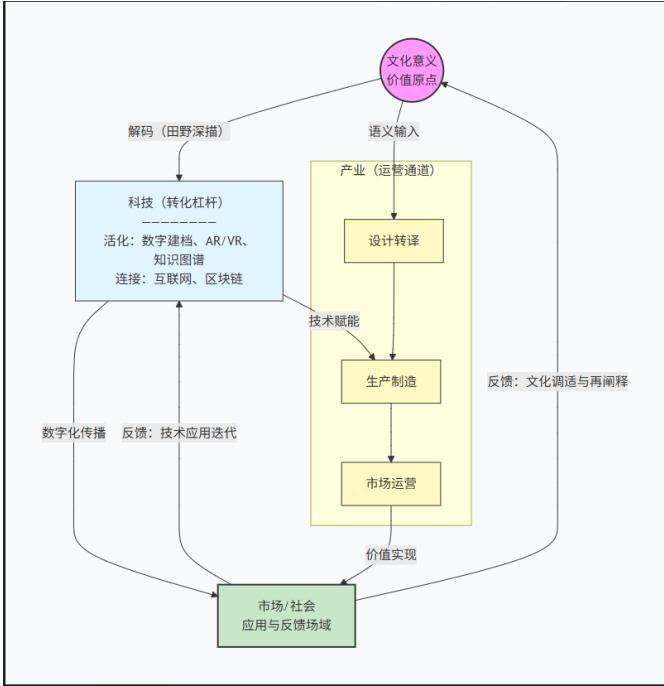 文化意义
价值原点
解码（田野深描）
语义输入
产业（运营通道）
科技（转化杠杆）
————————
活化：数字建档、AR/VR、
知识图谱
连接：互联网、区块链
设计转译
技术赋能
生产制造
反馈：文化调适与再阐释
数字化传播
反馈：技术应用迭代
市场运营
价值实现
市场/社会
应用与反馈场域